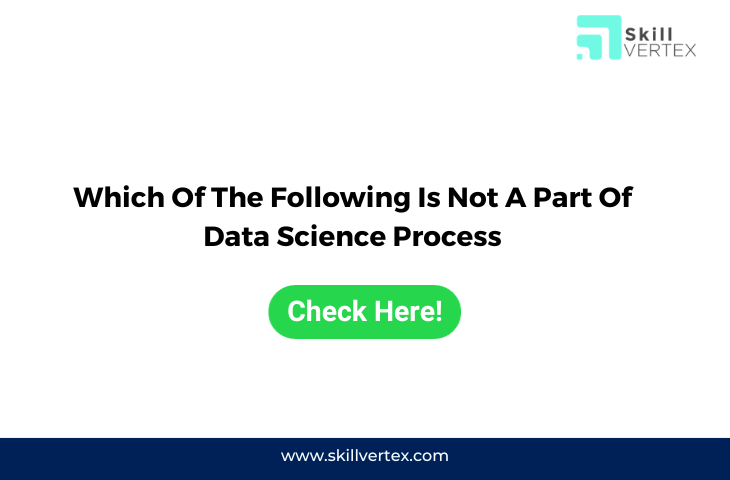 Skill
VERTEX
Which Of The Following Is Not A Part Of
Data Science Process
Check Here!
www.skillvertex.com